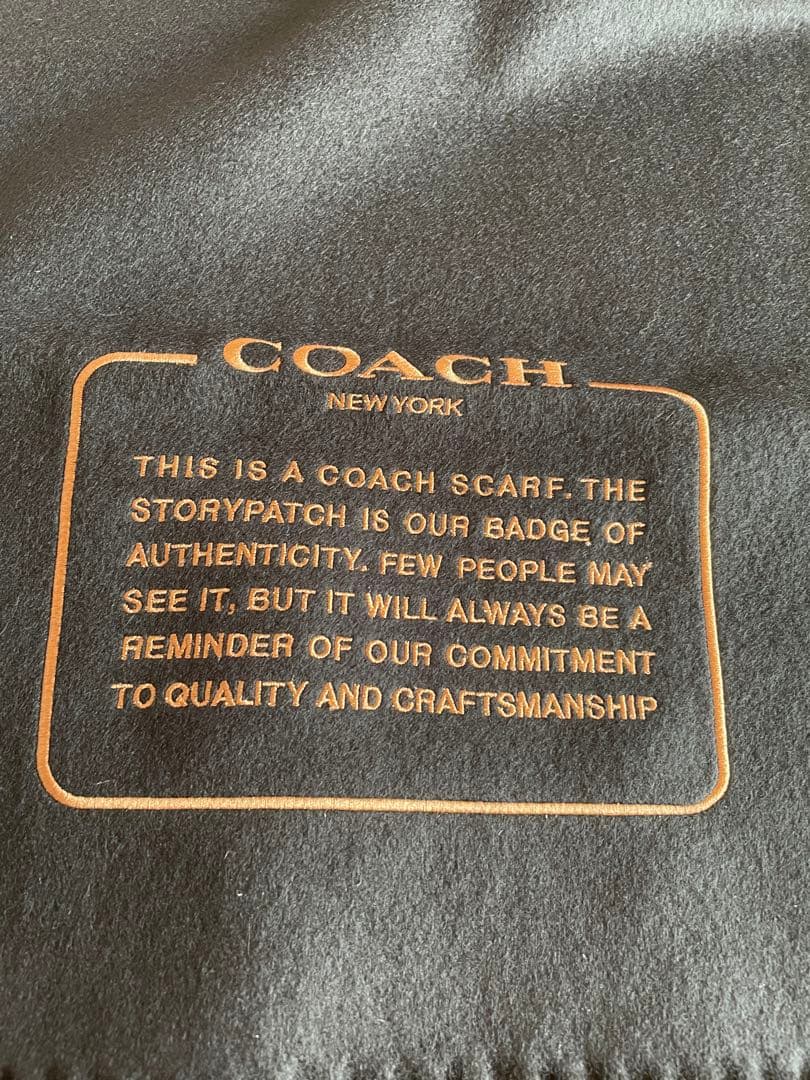 COACH
NEW YORK
THIS IS A COACH SCARF. THE
STORYPATCH IS OUR BADGE OF
AUTHENTICITY. FEW PEOPLE MAY
SEE IT, BUT IT WILL ALWAYS BE A
REMINDER OF OUR COMMITMENT
TO QUALITY AND CRAFTSMANSHIP